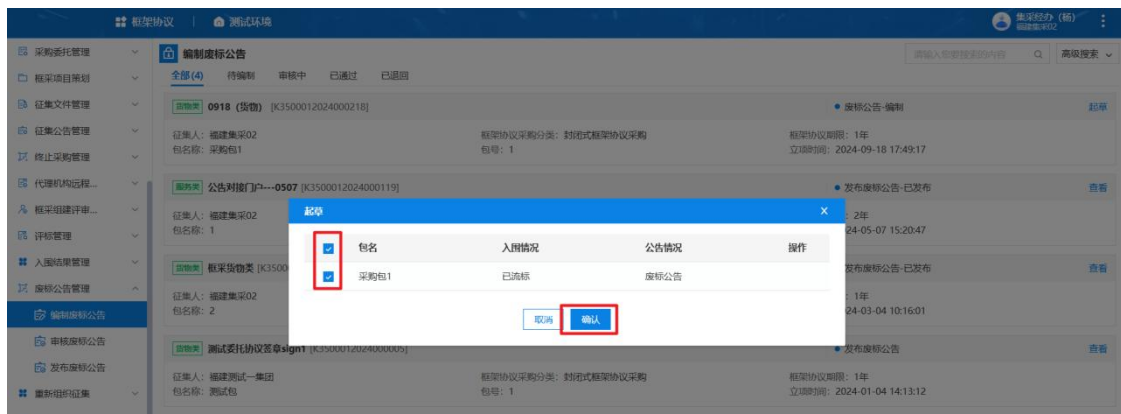 框架协议 | 测试环境 集采经办（杨）
福建集采02
采购委托管理
框采项目策划
征集文件管理
征集公告管理
终止采购管理
代理机构远程...
框采组建评审...
评标管理
入围结果管理
废标公告管理
编制废标公告
审核废标公告
发布废标公告
重新组织征集
编制废标公告 请输入您要搜索的内容 高级搜索
全部(4) 待编制 审核中 已通过 已退回
货物类 0918（货物） [K3500012024000218] 废标公告-编制 起草
征集人：福建集采02 框架协议采购分类：封闭式框架协议采购 框架协议期限：1年
包名称：采购包1 包号：1 立项时间：2024-09-18 17:49:17
服务类 公告对接门户---0507 [K3500012024000119] 发布废标公告-已发布 查看
征集人：福建集采02 ：2年
包名称：1 24-05-07 15:20:47
货物类 框采货物类 [K3500 发布废标公告-已发布 查看
征集人：福建集采02 ：1年
包名称：2 24-03-04 10:16:01
货物类 测试委托协议签章sign1 [K3500012024000005] 发布废标公告 查看
征集人：福建测试一集团 框架协议采购分类：封闭式框架协议采购 框架协议期限：1年
包名称：测试包 包号：1 立项时间：2024-01-04 14:13:12
起草 ×
包名 入围情况 公告情况 操作
采购包1 已流标 废标公告
取消 确认